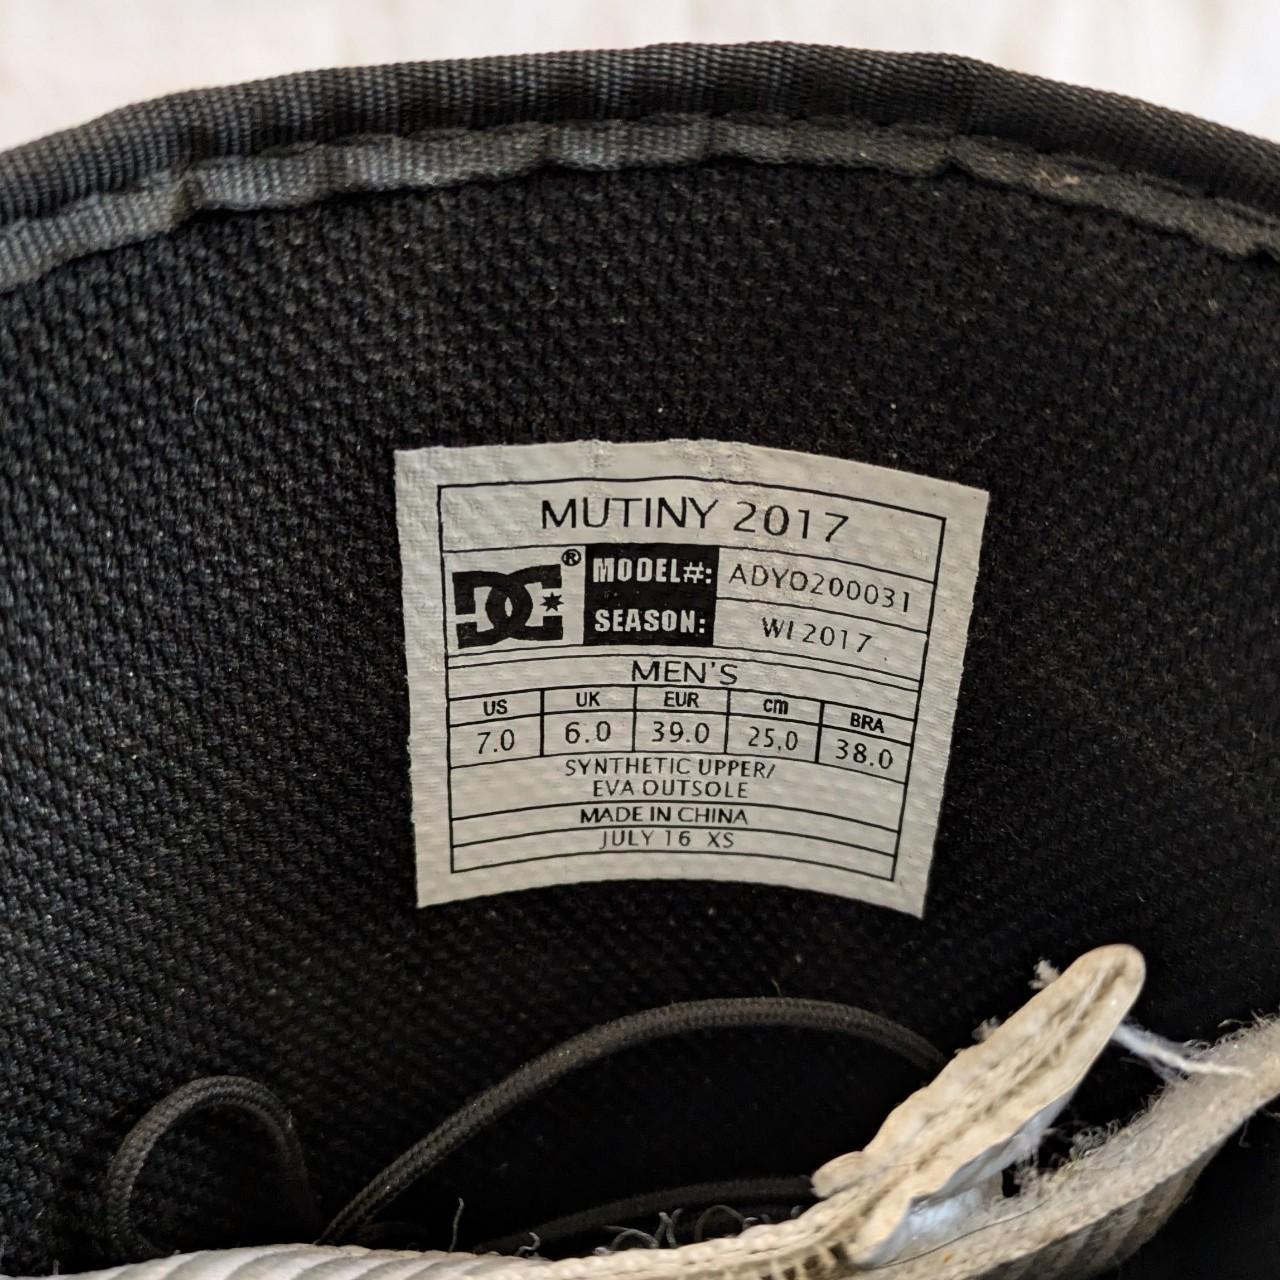 MUTINY 2017
DC® MODEL#: ADYO200031
SEASON: WI 2017
MEN'S
US UK EUR cm BRA
7.0 6.0 39.0 25.0 38.0
SYNTHETIC UPPER/
EVA OUTSOLE
MADE IN CHINA
JULY 16 XS